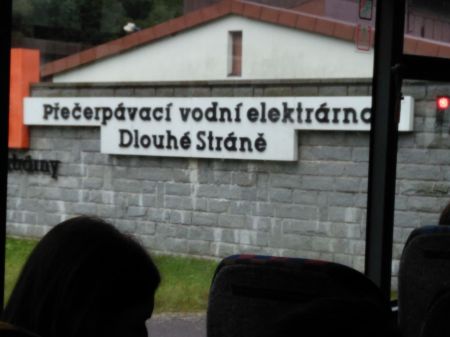 Přečerpávací vodní elektrárna
Dlouhé Stráně